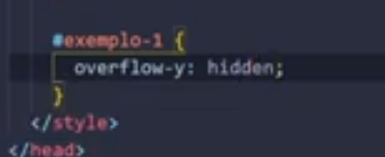 #exemplo-1 {
overflow-y: hidden;
}
</style>
</head>